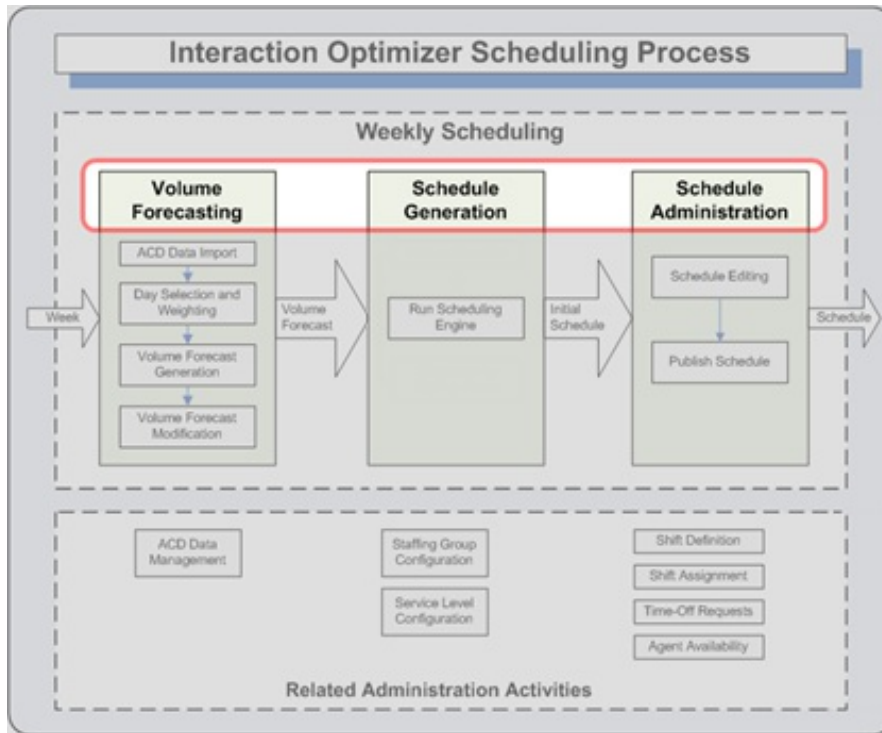 Interaction Optimizer Scheduling Process
Weekly Scheduling
Volume
Forecasting
ACD Data Import
Day Selection and
Weighting
Volume Forecast
Generation
Volume Forecast
Modification
Week
Volume
Forecast
Schedule
Generation
Run Scheduling
Engine
Initial
Schedule
Schedule
Administration
Schedule Editing
Publish Schedule
Schedule
ACD Data
Management
Staffing Group
Configuration
Service Level
Configuration
Shift Definition
Shift Assignment
Time-Off Requests
Agent Availability
Related Administration Activities